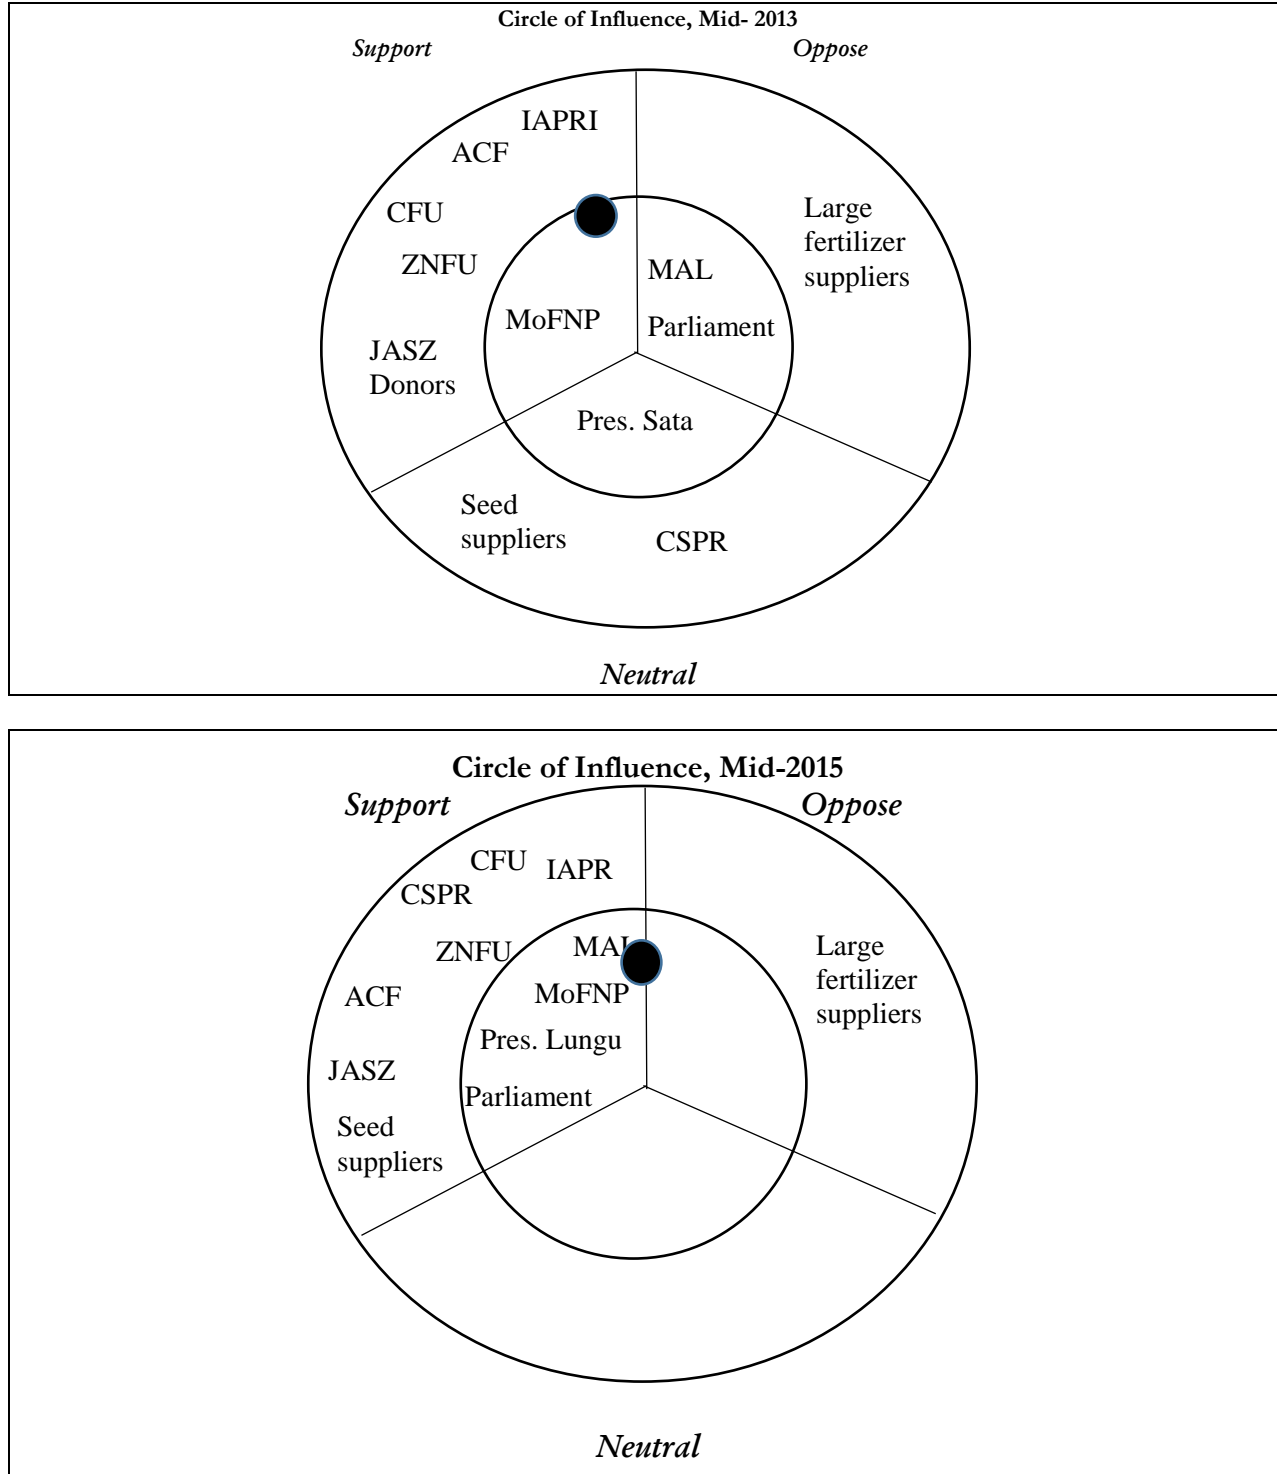 Circle of Influence, Mid- 2013
Support
Oppose
IAPRI
ACF
CFU
ZNFU
JASZ
Donors
MoFNP
MAL
Parliament
Large
fertilizer
suppliers
Pres. Sata
Seed
suppliers
CSPR
Neutral
Circle of Influence, Mid-2015
Support
Oppose
CFU
IAPR
CSPR
ZNFU
ACF
JASZ
Seed
suppliers
MoFNP
Pres. Lungu
Parliament
Large
fertilizer
suppliers
Neutral